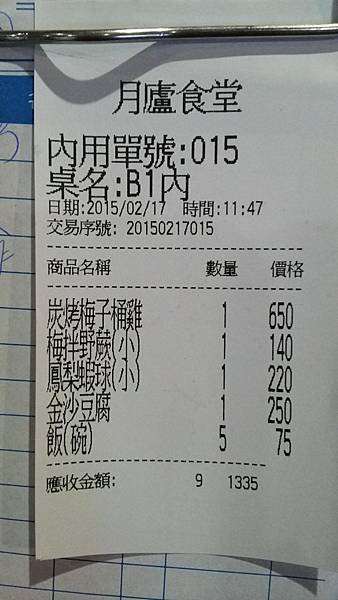 月廬食堂
內用單號:015
桌名:B1內
日期:2015/02/17 時間:11:47
交易序號: 20150217015
商品名稱 數量 價格
炭烤梅子桶雞 1 650
梅拌野蕨(小) 1 140
鳳梨蝦球(小) 1 220
金沙豆腐 1 250
飯(碗) 5 75
應收金額: 9 1335